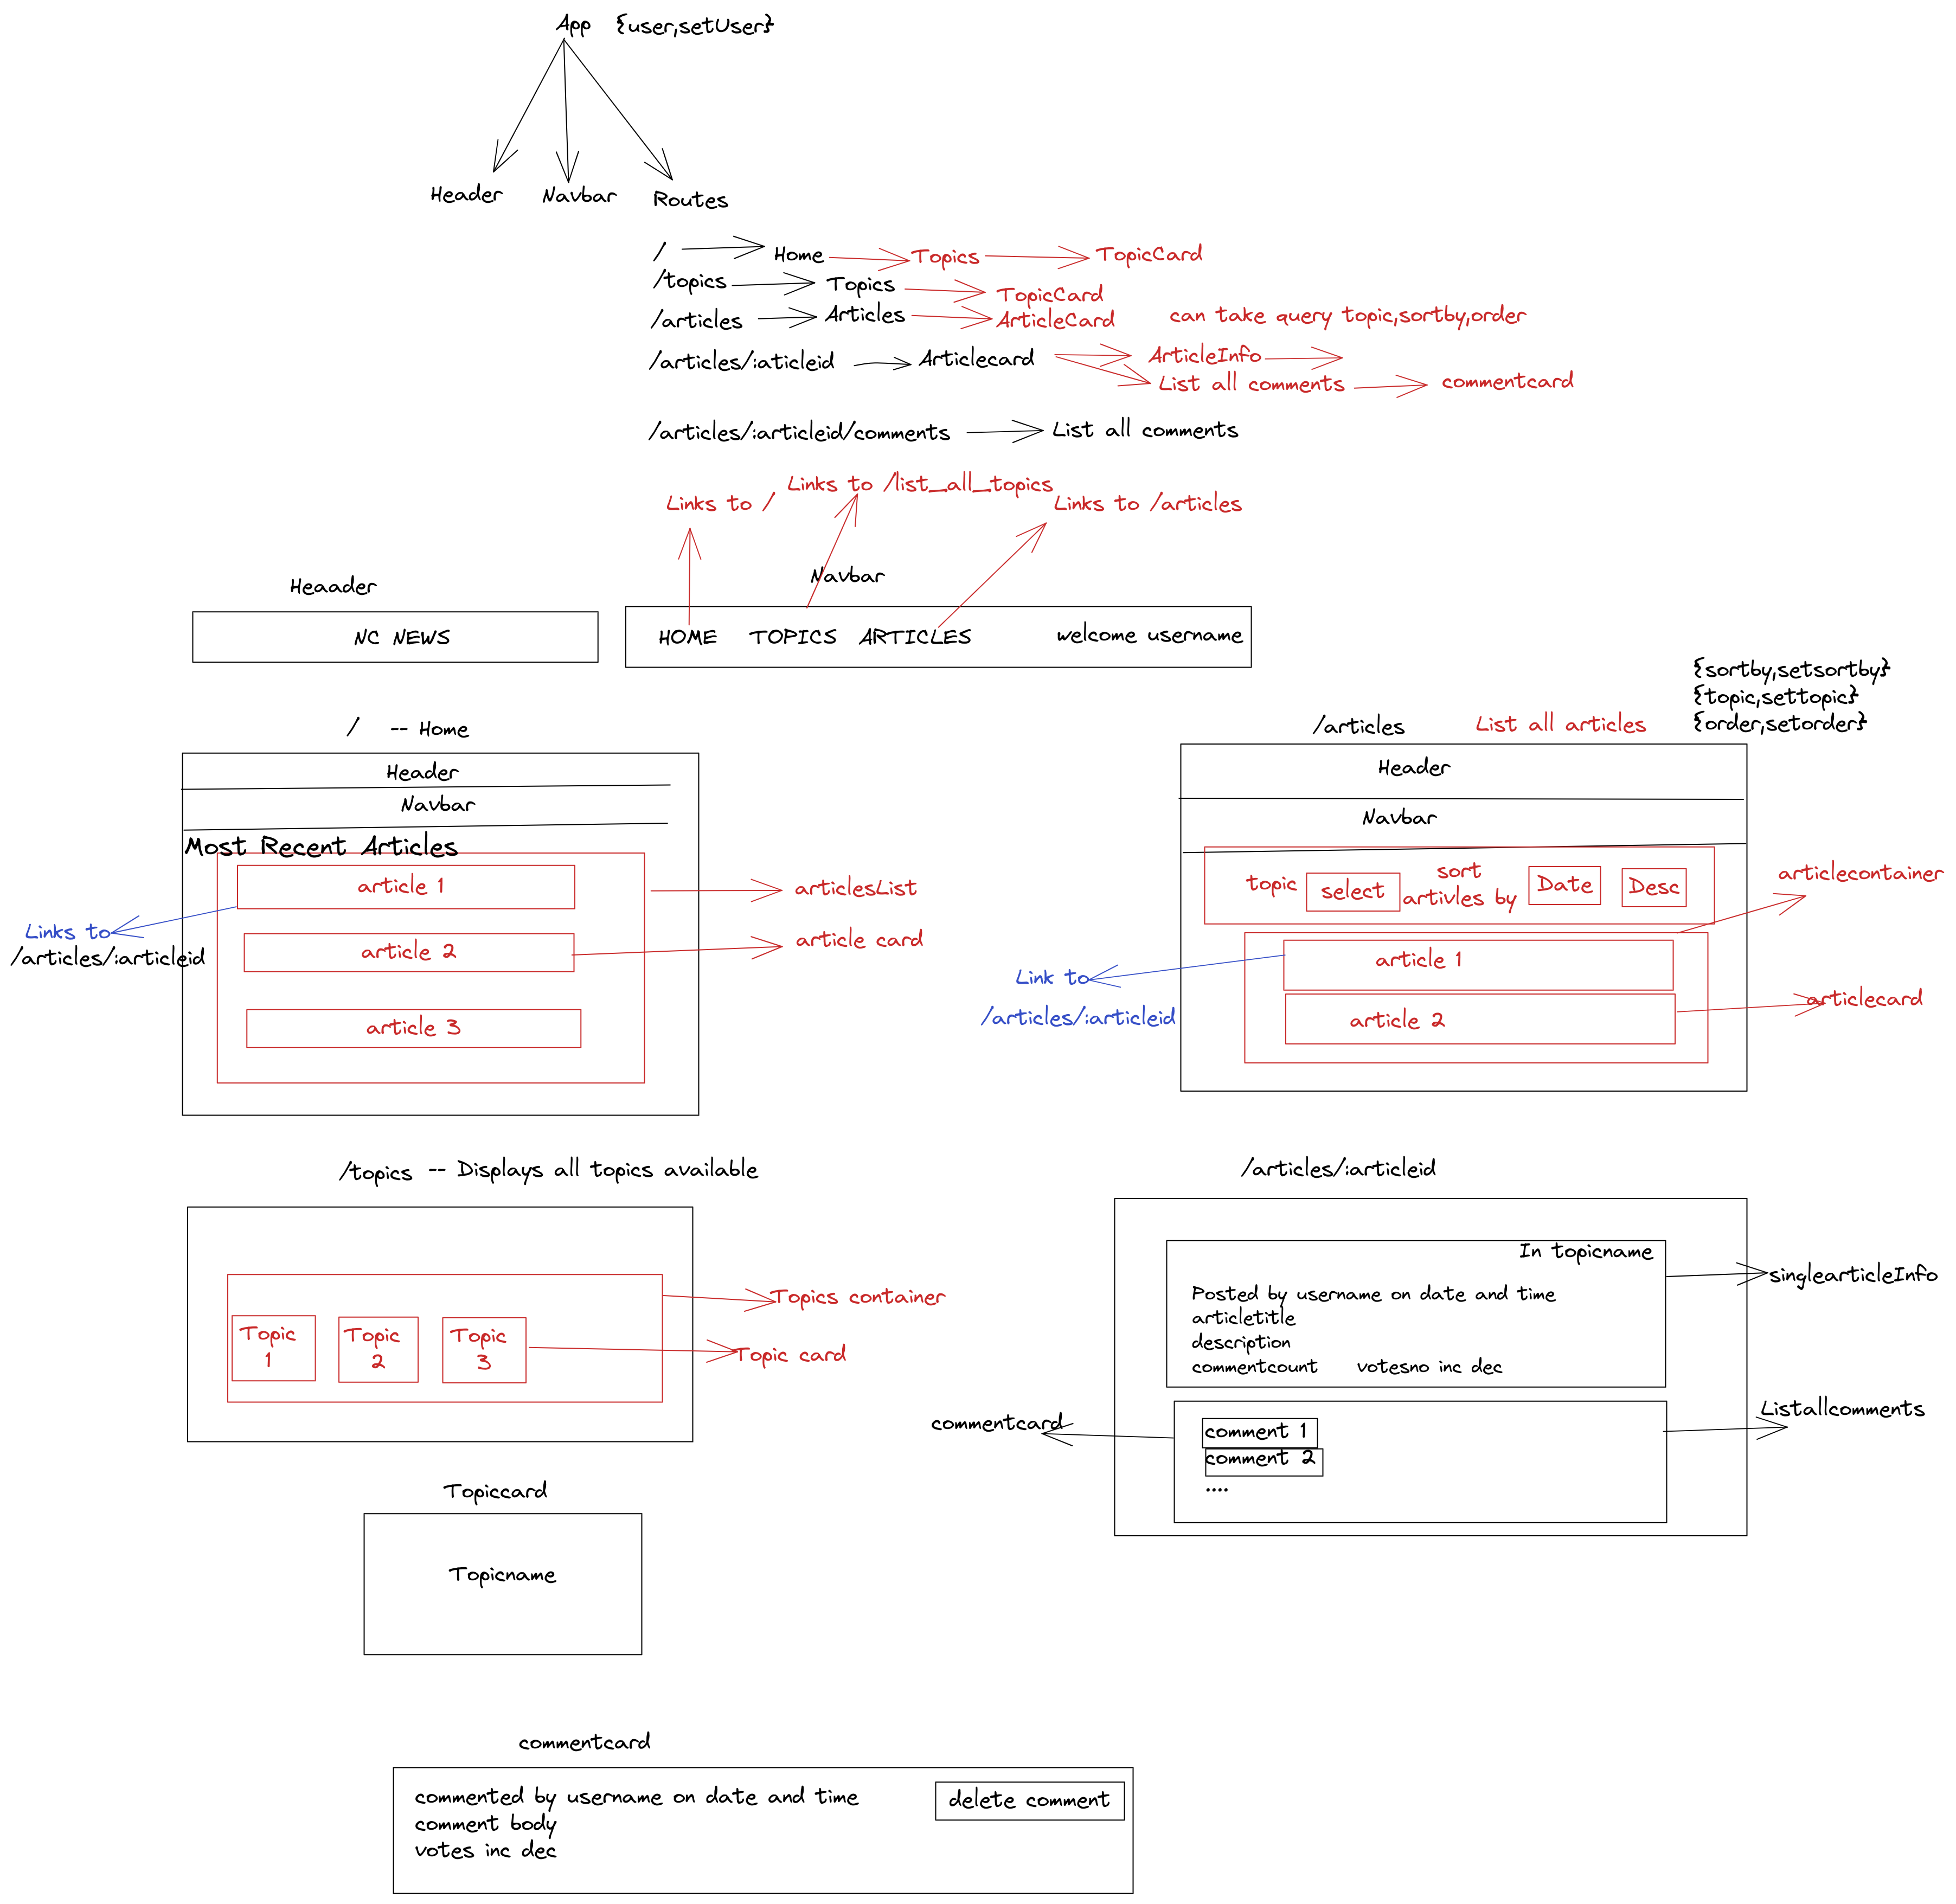 App {user,setUser}
Header Navbar Routes
/ Home Topics TopicCard
/topics Topics TopicCard
/articles Articles ArticleCard can take query topic,sortby,order
/articles/:aticleid Articlecard ArticleInfo
List all comments commentcard
/articles/:articleid/comments List all comments
Links to / Links to /list_all_topics Links to /articles
Heaader
NC NEWS
Navbar
HOME TOPICS ARTICLES welcome username
/ -- Home
Header
Navbar
Most Recent Articles
article 1
article 2
article 3
articlesList
article card
Links to
/articles/:articleid
/articles List all articles
{sortby,setsortby}
{topic,settopic}
{order,setorder}
Header
Navbar
topic select
sort
artivles by
Date Desc
articlecontainer
article 1
article 2
articlecard
Link to
/articles/:articleid
/topics -- Displays all topics available
Topic
1
Topic
2
Topic
3
Topics container
Topic card
/articles/:articleid
In topicname
Posted by username on date and time
articletitle
description
commentcount votesno inc dec
singlearticleInfo
comment 1
comment 2
....
commentcard
Listallcomments
Topiccard
Topicname
commentcard
commented by username on date and time
comment body
votes inc dec
delete comment